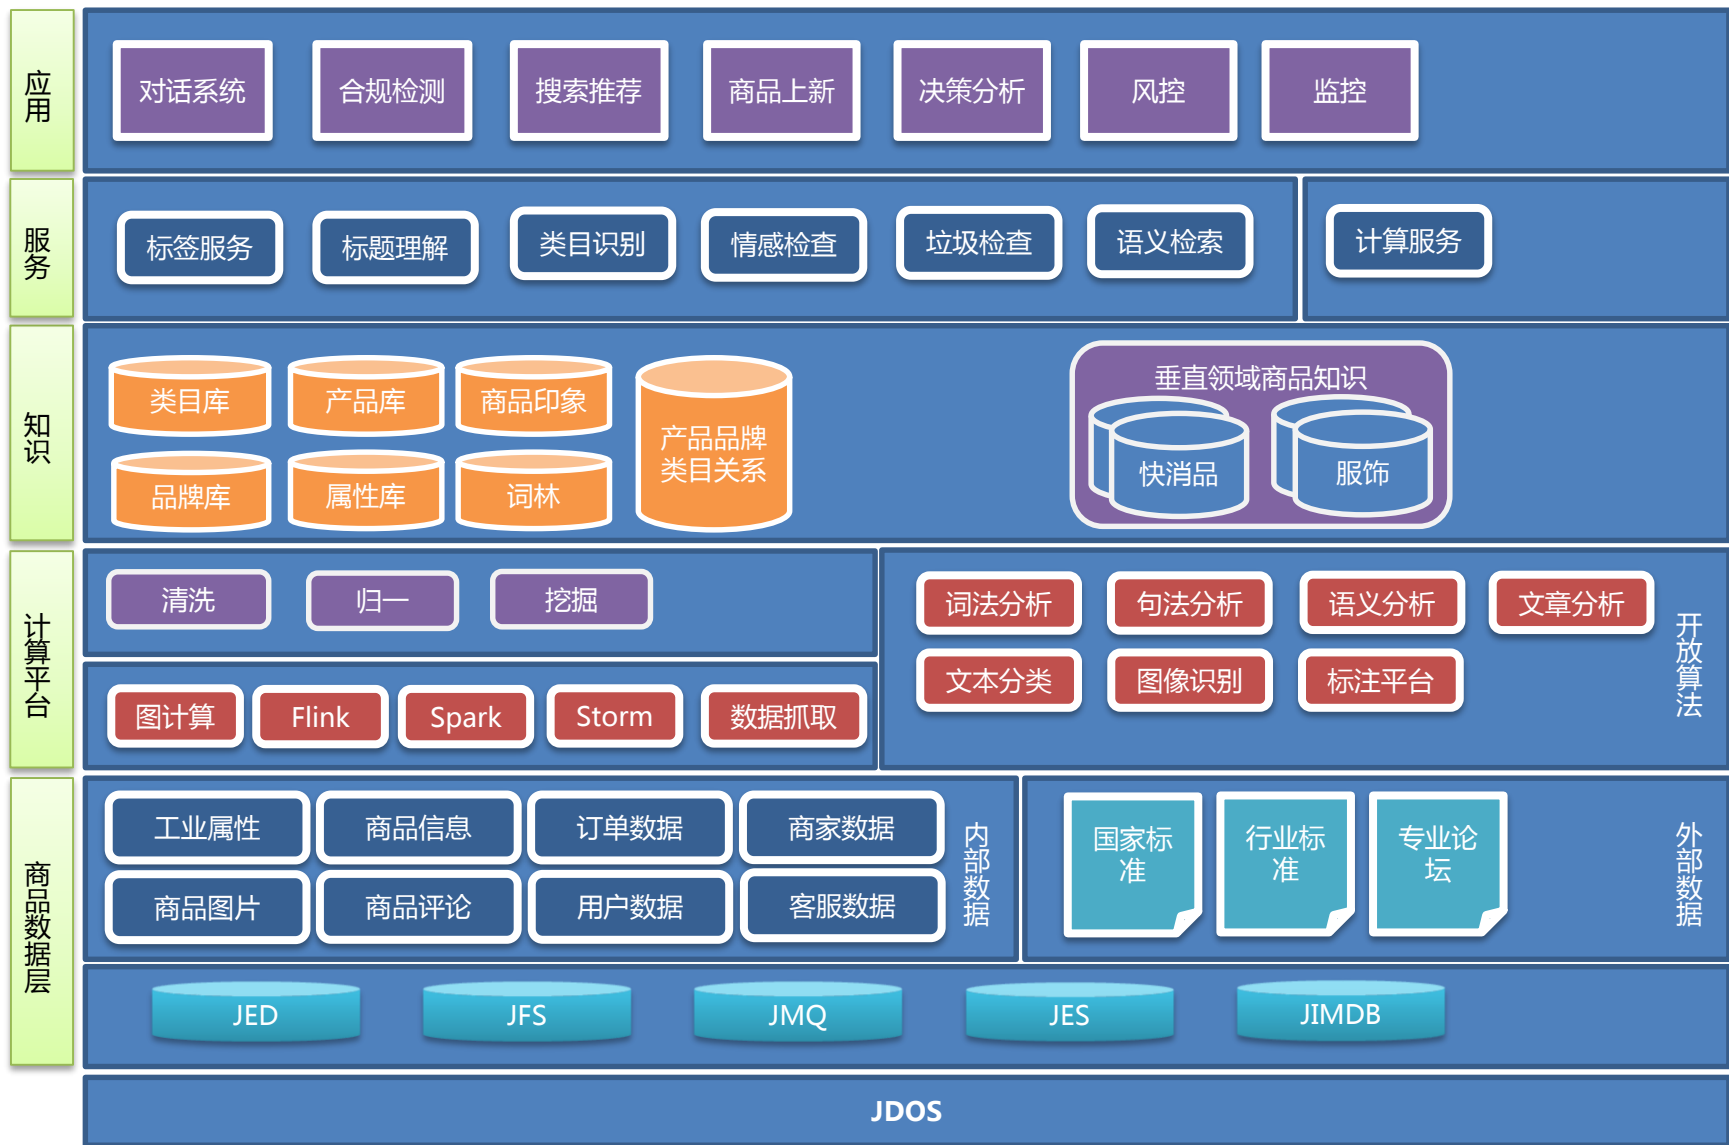 应用
对话系统
合规检测
搜索推荐
商品上新
决策分析
风控
监控
服务
标签服务
标题理解
类目识别
情感检查
垃圾检查
语义检索
计算服务
知识
类目库
产品库
商品印象
品牌库
属性库
词林
产品品牌
类目关系
垂直领域商品知识
快消品
服饰
计算平台
清洗
归一
挖掘
图计算
Flink
Spark
Storm
数据抓取
词法分析
句法分析
语义分析
文章分析
文本分类
图像识别
标注平台
开放算法
商品数据层
工业属性
商品信息
订单数据
商家数据
商品图片
商品评论
用户数据
客服数据
内部数据
国家标
准
行业标
准
专业论
坛
外部数据
JED
JFS
JMQ
JES
JIMDB
JDOS